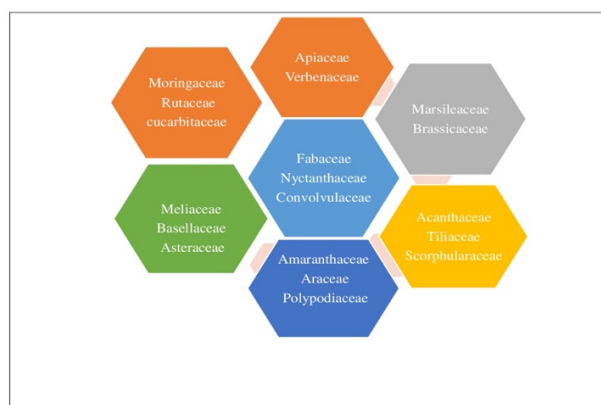 Apiaceae
Verbenaceae
Moringaceae
Rutaceae
cucarbitaceae
Marsileaceae
Brassicaceae
Fabaceae
Nyctanthaceae
Convolvulaceae
Meliaceae
Basellaceae
Asteraceae
Acanthaceae
Tiliaceae
Scorphularaceae
Amaranthaceae
Araceae
Polypodiaceae